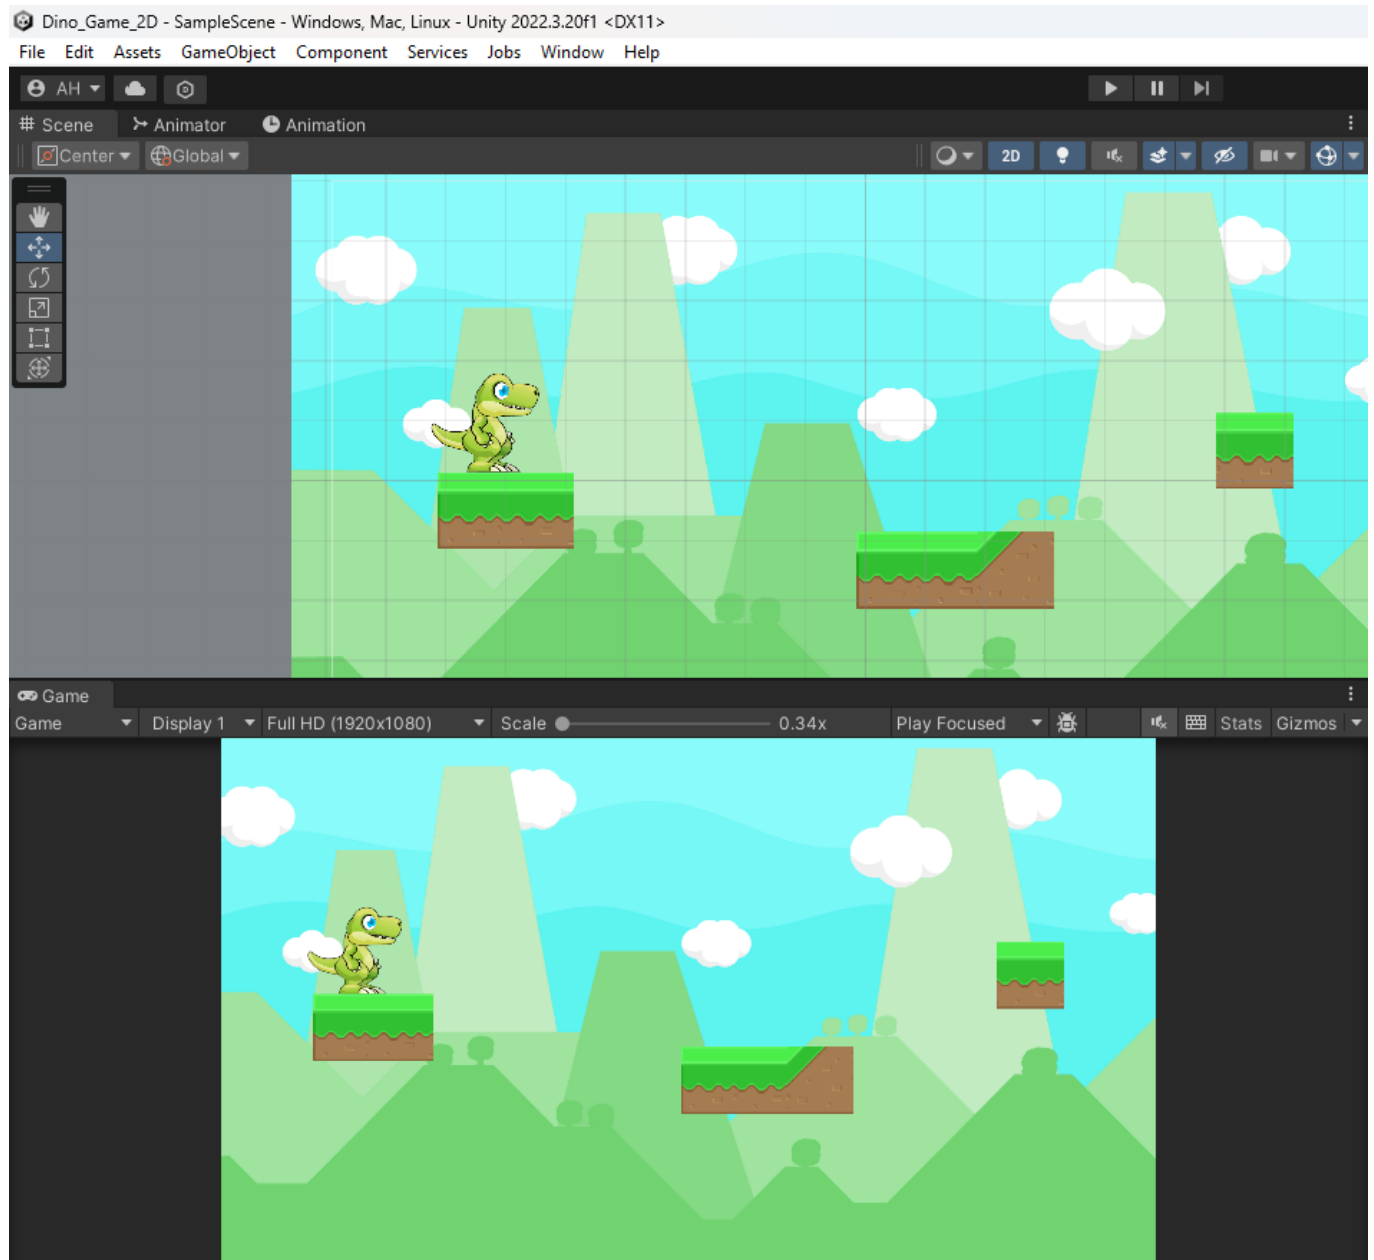 Dino_Game_2D - SampleScene - Windows, Mac, Linux - Unity 2022.3.20f1 <DX11>
File Edit Assets GameObject Component Services Jobs Window Help
AH
Scene Animator Animation
Center Global 2D
Game
Game Display 1 Full HD (1920x1080) Scale 0.34x Play Focused Stats Gizmos